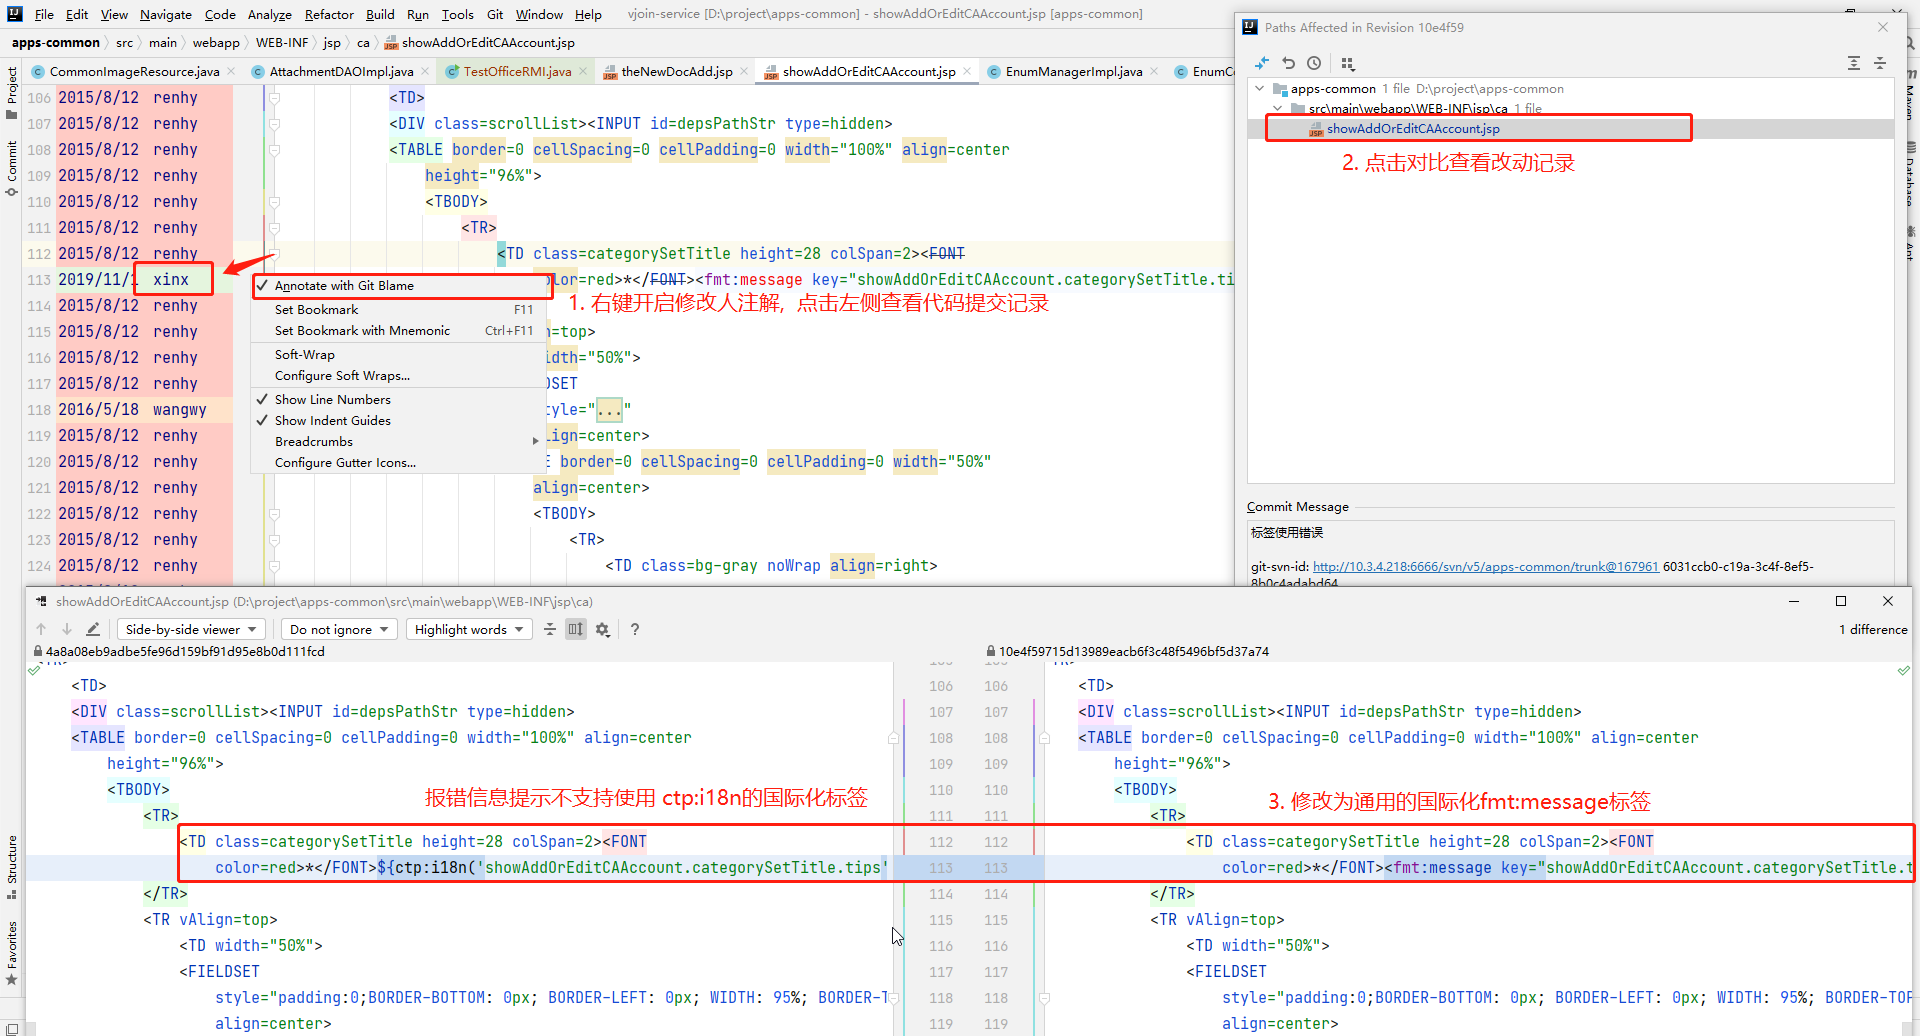 File Edit View Navigate Code Analyze Refactor Build Run Tools Git Window Help vjoin-service [D:\project\apps-common] - showAddOrEditCAAccount.jsp [apps-common]
apps-common src main webapp WEB-INF jsp ca showAddOrEditCAAccount.jsp
CommonImageResource.java AttachmentDAOImpl.java TestOfficeRMI.java theNewDocAdd.jsp showAddOrEditCAAccount.jsp EnumManagerImpl.java
Project
Commit
Structure
Favorites
106 2015/8/12 renhy <TD>
107 2015/8/12 renhy <DIV class=scrollList><INPUT id=depsPathStr type=hidden>
108 2015/8/12 renhy <TABLE border=0 cellSpacing=0 cellPadding=0 width="100%" align=center
109 2015/8/12 renhy height="96%">
110 2015/8/12 renhy <TBODY>
111 2015/8/12 renhy <TR>
112 2015/8/12 renhy <TD class=categorySetTitle height=28 colSpan=2><FONT
113 2019/11/ xinx color=red>*</FONT><fmt:message key="showAddOrEditCAAccount.categorySetTitle.ti
114 2015/8/12 renhy
115 2015/8/12 renhy =top>
116 2015/8/12 renhy idth="50%">
117 2015/8/12 renhy DSET
118 2016/5/18 wangwy tyle="..."
119 2015/8/12 renhy lign=center>
120 2015/8/12 renhy E border=0 cellSpacing=0 cellPadding=0 width="50%"
121 2015/8/12 renhy align=center>
122 2015/8/12 renhy <TBODY>
123 2015/8/12 renhy <TR>
124 2015/8/12 renhy <TD class=bg-gray noWrap align=right>
Annotate with Git Blame
Set Bookmark F11
Set Bookmark with Mnemonic Ctrl+F11
Soft-Wrap
Configure Soft Wraps...
Show Line Numbers
Show Indent Guides
Breadcrumbs
Configure Gutter Icons...
1. 右键开启修改人注解, 点击左侧查看代码提交记录
Paths Affected in Revision 10e4f59
apps-common 1 file D:\project\apps-common
src\main\webapp\WEB-INF\jsp\ca 1 file
showAddOrEditCAAccount.jsp
2. 点击对比查看改动记录
Commit Message
标签使用错误
git-svn-id: http://10.3.4.218:6666/svn/v5/apps-common/trunk@167961 6031ccb0-c19a-3c4f-8ef5-
8b0c4adabd64
Maven
Database
Ant
showAddOrEditCAAccount.jsp (D:\project\apps-common\src\main\webapp\WEB-INF\jsp\ca)
Side-by-side viewer Do not ignore Highlight words ? 1 difference
4a8a08eb9adbe5fe96d159bf91d95e8b0d111fcd
<TD>
<DIV class=scrollList><INPUT id=depsPathStr type=hidden>
<TABLE border=0 cellSpacing=0 cellPadding=0 width="100%" align=center
height="96%">
<TBODY>
报错信息提示不支持使用 ctp:i18n的国际化标签
<TR>
<TD class=categorySetTitle height=28 colSpan=2><FONT
color=red>*</FONT>${ctp:i18n('showAddOrEditCAAccount.categorySetTitle.tips'
</TR>
<TR vAlign=top>
<TD width="50%">
<FIELDSET
style="padding:0;BORDER-BOTTOM: 0px; BORDER-LEFT: 0px; WIDTH: 95%; BORDER-T
align=center>
10e4f59715d13989eacb6f3c48f5496bf5d37a74
106 106 <TD>
107 107 <DIV class=scrollList><INPUT id=depsPathStr type=hidden>
108 108 <TABLE border=0 cellSpacing=0 cellPadding=0 width="100%" align=center
109 109 height="96%">
110 110 <TBODY>
3. 修改为通用的国际化fmt:message标签
111 111 <TR>
112 112 <TD class=categorySetTitle height=28 colSpan=2><FONT
113 113 color=red>*</FONT><fmt:message key="showAddOrEditCAAccount.categorySetTitle.t
114 114 </TR>
115 115 <TR vAlign=top>
116 116 <TD width="50%">
117 117 <FIELDSET
118 118 style="padding:0;BORDER-BOTTOM: 0px; BORDER-LEFT: 0px; WIDTH: 95%; BORDER-TOP
119 119 align=center>